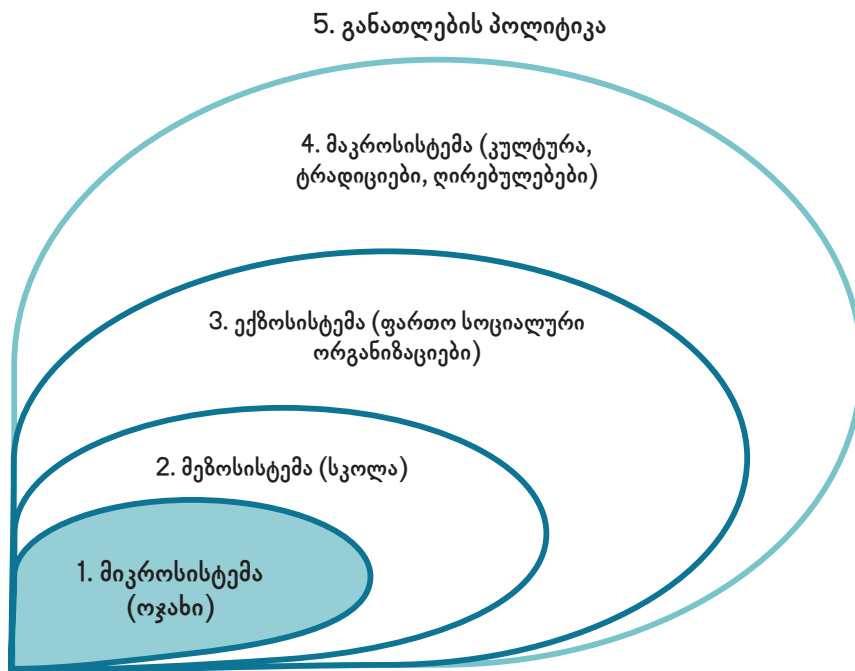 5. განათლების პოლიტიკა
4. მაკროსისტემა (კულტურა,
ტრადიციები, ღირებულებები)
3. ექზოსისტემა (ფართო სოციალური
ორგანიზაციები)
2. მეზოსისტემა (სკოლა)
1. მიკროსისტემა
(ოჯახი)